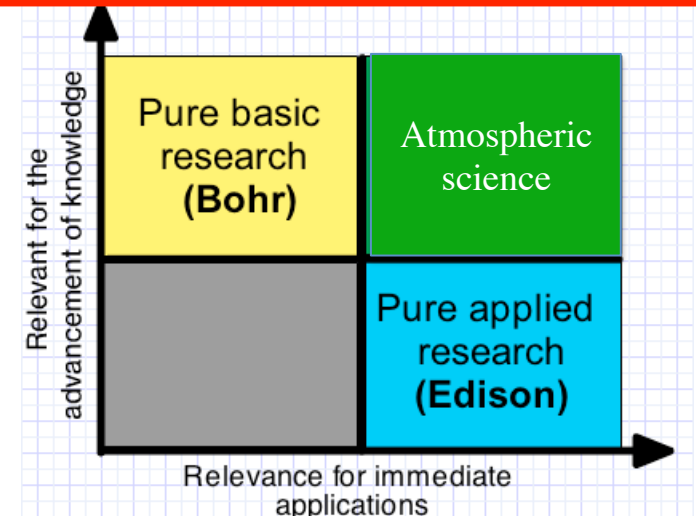 Relevant for the
advancement of knowledge
Pure basic
research
(Bohr)
Atmospheric
science
Pure applied
research
(Edison)
Relevance for immediate
applications